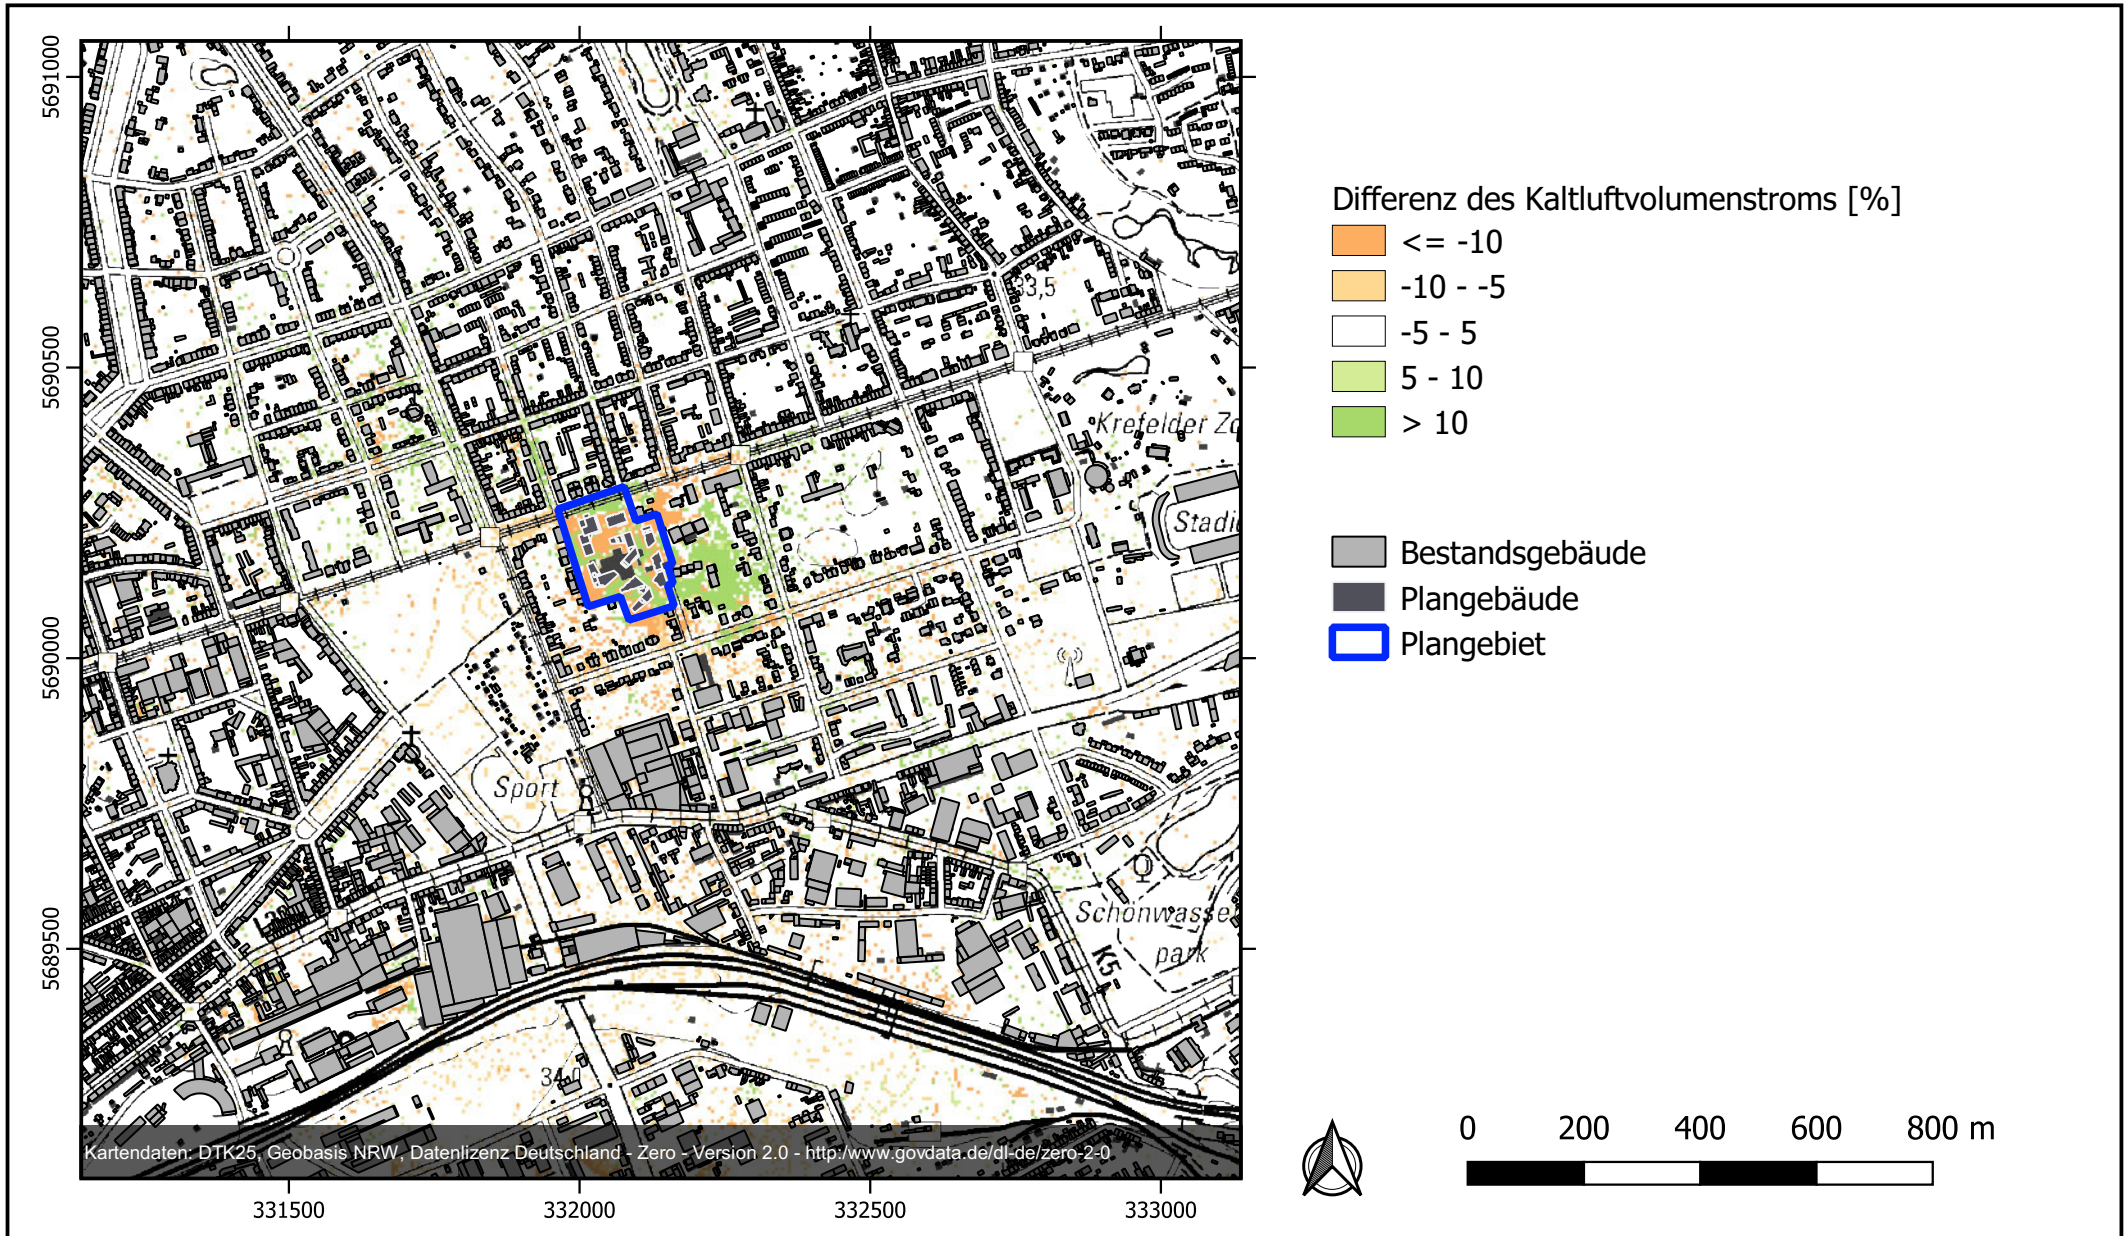 5691000
5690500
5690000
5689500
331500
332000
332500
333000
33,5
Krefelder Zo
Stadi
Sport
Schönwasse
park
K5
34,0
Kartendaten: DTK25, Geobasis NRW, Datenlizenz Deutschland - Zero - Version 2.0 - http:/www.govdata.de/dl-de/zero-2-0
Differenz des Kaltluftvolumenstroms [%]
<= -10
-10 - -5
-5 - 5
5 - 10
> 10
Bestandsgebäude
Plangebäude
Plangebiet
0 200 400 600 800 m